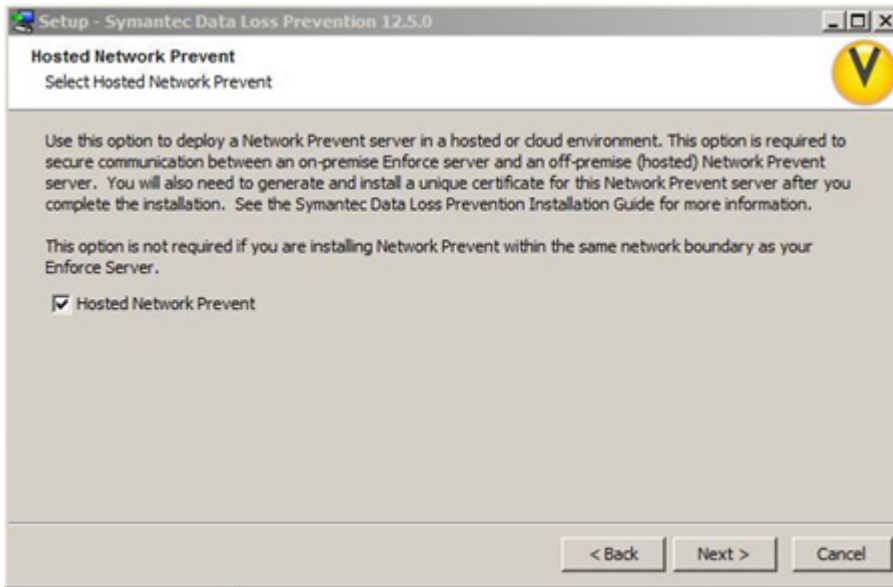 Setup - Symantec Data Loss Prevention 12.5.0
Hosted Network Prevent
Select Hosted Network Prevent
Use this option to deploy a Network Prevent server in a hosted or cloud environment. This option is required to
secure communication between an on-premise Enforce server and an off-premise (hosted) Network Prevent
server. You will also need to generate and install a unique certificate for this Network Prevent server after you
complete the installation. See the Symantec Data Loss Prevention Installation Guide for more information.
This option is not required if you are installing Network Prevent within the same network boundary as your
Enforce Server.
Hosted Network Prevent
< Back Next > Cancel